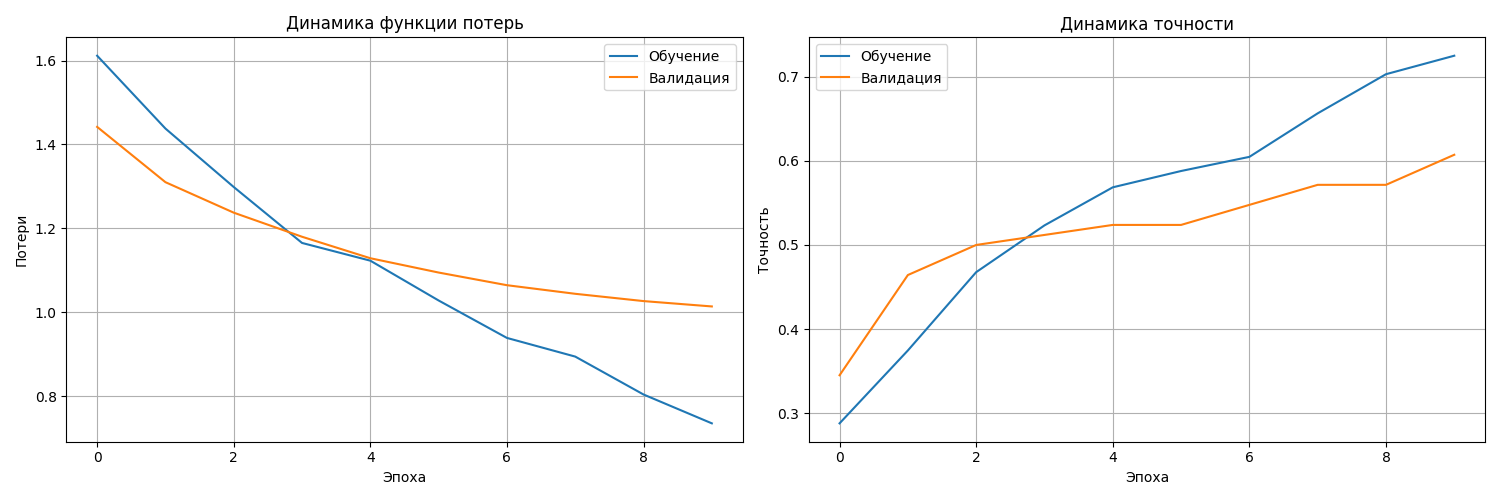 Динамика функции потерь
Обучение
Валидация
1.6
1.4
1.2
1.0
0.8
Потери
0 2 4 6 8
Эпоха
Динамика точности
Обучение
Валидация
0.7
0.6
0.5
0.4
0.3
Точность
0 2 4 6 8
Эпоха